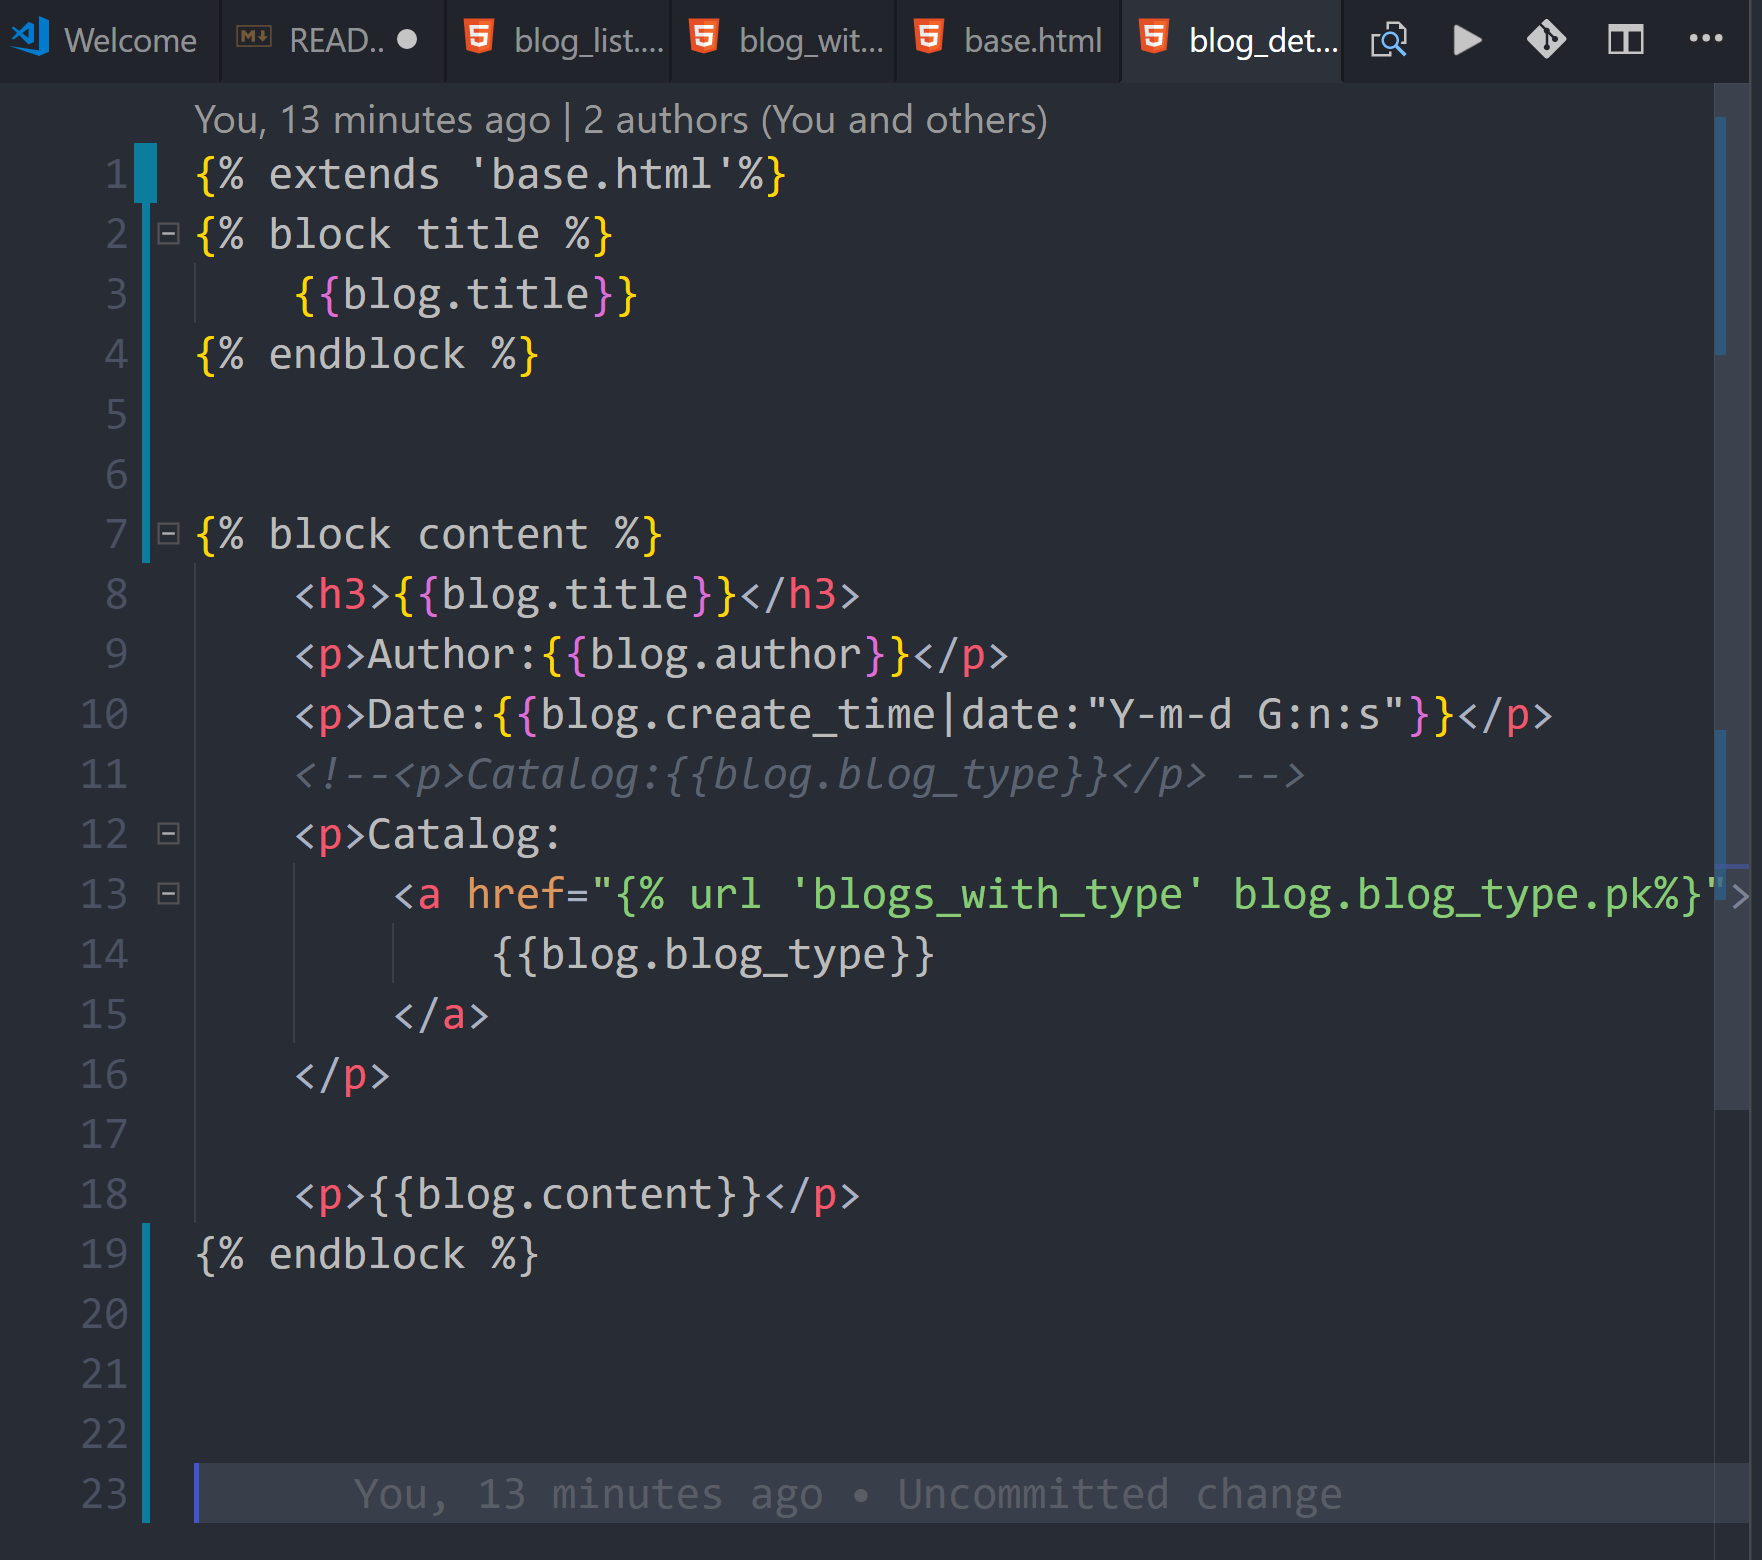 Welcome READ.. blog_list.... blog_wit... base.html blog_det...
You, 13 minutes ago | 2 authors (You and others)
1 {% extends 'base.html'%}
2 {% block title %}
3     {{blog.title}}
4 {% endblock %}
5
6
7 {% block content %}
8     <h3>{{blog.title}}</h3>
9     <p>Author:{{blog.author}}</p>
10     <p>Date:{{blog.create_time|date:"Y-m-d G:n:s"}}</p>
11     <!--<p>Catalog:{{blog.blog_type}}</p> -->
12     <p>Catalog:
13         <a href="{% url 'blogs_with_type' blog.blog_type.pk%}">
14             {{blog.blog_type}}
15         </a>
16     </p>
17
18     <p>{{blog.content}}</p>
19 {% endblock %}
20
21
22
23 You, 13 minutes ago • Uncommitted change